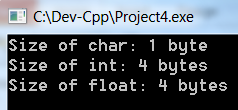 C:\Dev-Cpp\Project4.exe
Size of char: 1 byte
Size of int: 4 bytes
Size of float: 4 bytes